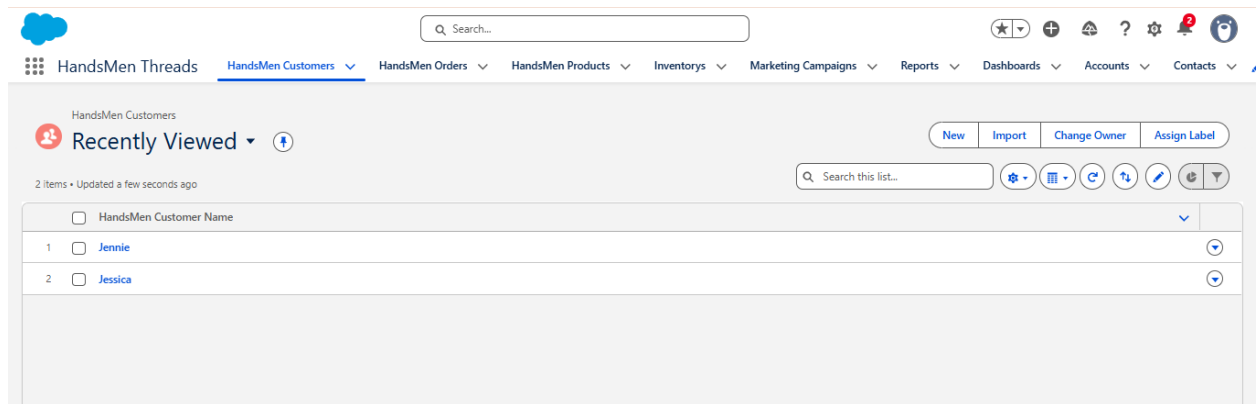 Search...
2
HandsMen Threads HandsMen Customers HandsMen Orders HandsMen Products Inventorys Marketing Campaigns Reports Dashboards Accounts Contacts
HandsMen Customers
Recently Viewed
New Import Change Owner Assign Label
2 items • Updated a few seconds ago
Search this list...
HandsMen Customer Name
1 Jennie
2 Jessica